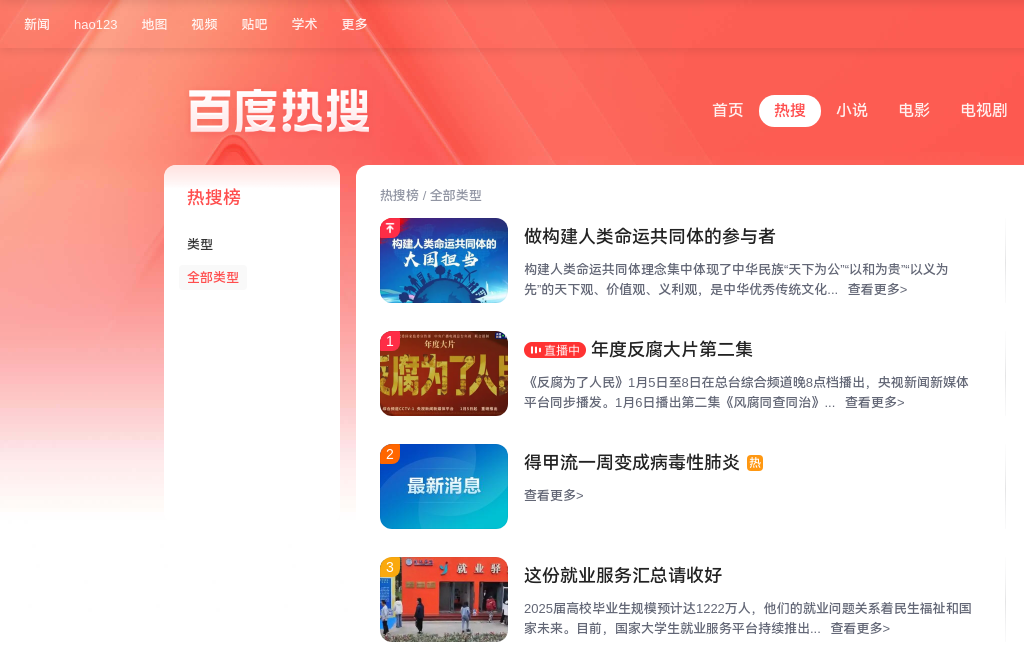 新闻 hao123 地图 视频 贴吧 学术 更多
百度热搜
首页 热搜 小说 电影 电视剧
热搜榜
类型
全部类型
热搜榜 / 全部类型
构建人类命运共同体的
大国担当
做构建人类命运共同体的参与者
构建人类命运共同体理念集中体现了中华民族“天下为公”“以和为贵”“以义为
先”的天下观、价值观、义利观，是中华优秀传统文化... 查看更多>
1
年度大片
反腐为了人民
直播中 年度反腐大片第二集
《反腐为了人民》1月5日至8日在总台综合频道晚8点档播出，央视新闻新媒体
平台同步播发。1月6日播出第二集《风腐同查同治》... 查看更多>
2
最新消息
得甲流一周变成病毒性肺炎 热
查看更多>
3
就业驿
这份就业服务汇总请收好
2025届高校毕业生规模预计达1222万人，他们的就业问题关系着民生福祉和国
家未来。目前，国家大学生就业服务平台持续推出... 查看更多>